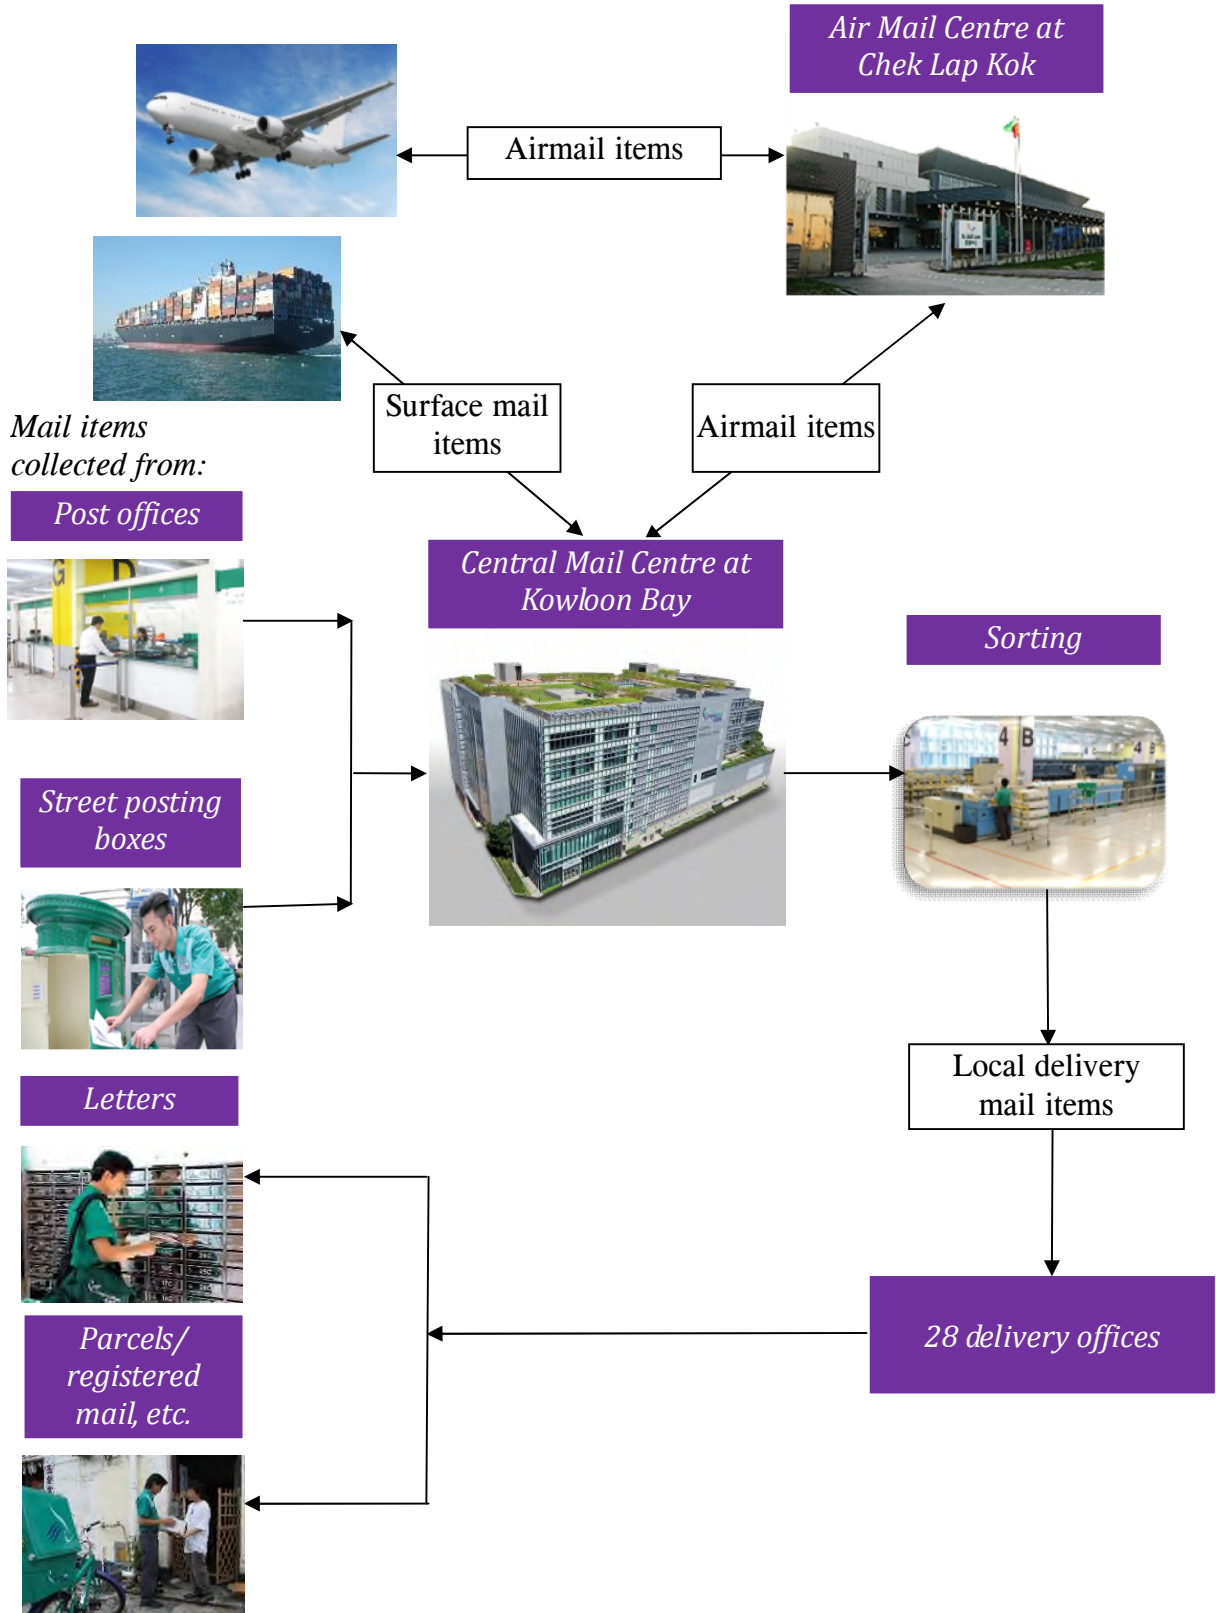 Air Mail Centre at
Chek Lap Kok
Airmail items
Surface mail
items
Airmail items
Mail items
collected from:
Post offices
Central Mail Centre at
Kowloon Bay
Sorting
G
D
4
B
4
Street posting
boxes
Local delivery
mail items
Letters
28 delivery offices
Parcels/
registered
mail, etc.